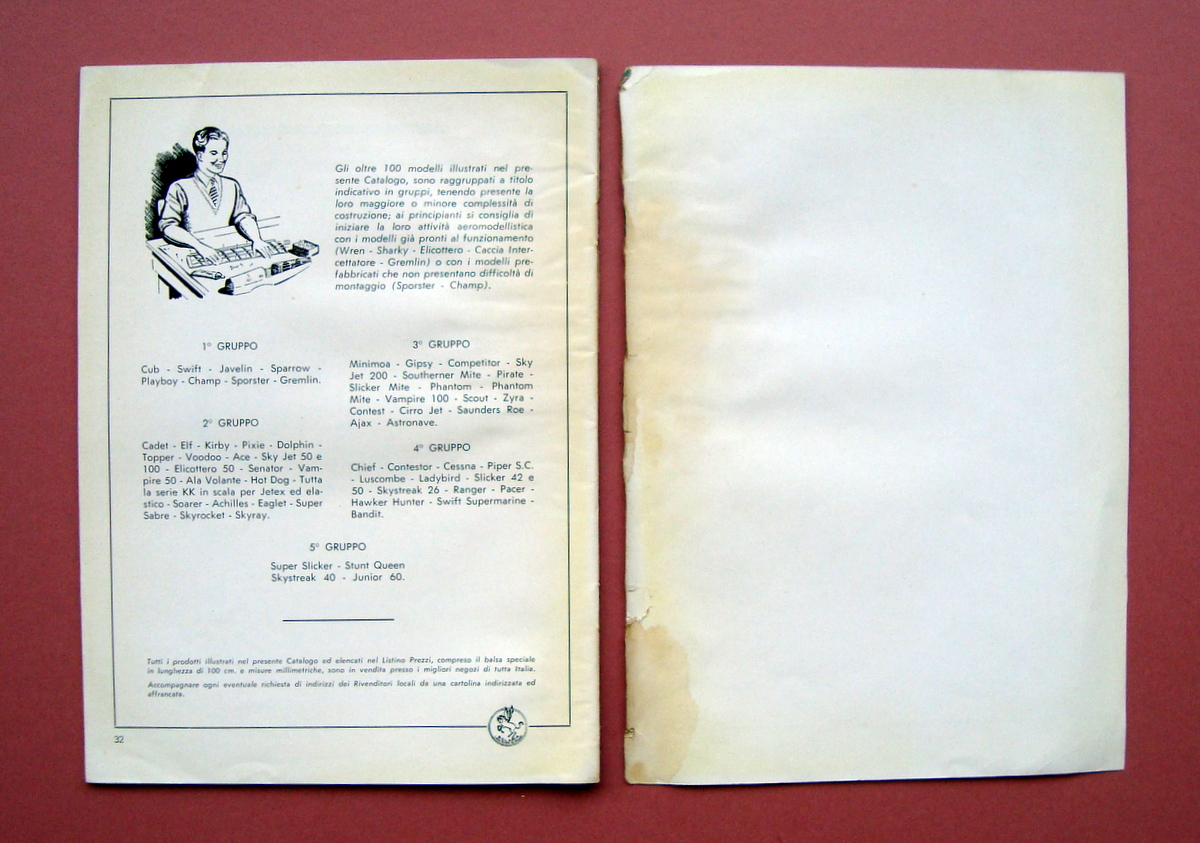 Gli oltre 100 modelli illustrati nel pre-
sente Catalogo, sono raggruppati a titolo
indicativo in gruppi, tenendo presente la
loro maggiore o minore complessità di
costruzione; ai principianti si consiglia di
iniziare la loro attività aeromodellistica
con i modelli già pronti al funzionamento
(Wren - Sharky - Elicottero - Caccia Inter-
cettatore - Gremlin) o con i modelli pre-
fabbricati che non presentano difficoltà di
montaggio (Sporster - Champ).
1° GRUPPO
Cub - Swift - Javelin - Sparrow -
Playboy - Champ - Sporster - Gremlin.
2° GRUPPO
Cadet - Elf - Kirby - Pixie - Dolphin -
Topper - Voodoo - Ace - Sky Jet 50 e
100 - Elicottero 50 - Senator - Vam-
pire 50 - Ala Volante - Hot Dog - Tutta
la serie KK in scala per Jetex ed ela-
stico - Soarer - Achilles - Eaglet - Super
Sabre - Skyrocket - Skyray.
3° GRUPPO
Minimoa - Gipsy - Competitor - Sky
Jet 200 - Southerner Mite - Pirate -
Slicker Mite - Phantom - Phantom
Mite - Vampire 100 - Scout - Zyra -
Contest - Cirro Jet - Saunders Roe -
Ajax - Astronave.
4° GRUPPO
Chief - Contestor - Cessna - Piper S.C.
- Luscombe - Ladybird - Slicker 42 e
50 - Skystreak 26 - Ranger - Pacer -
Hawker Hunter - Swift Supermarine -
Bandit.
5° GRUPPO
Super Slicker - Stunt Queen
Skystreak 40 - Junior 60.
Tutti i prodotti illustrati nel presente Catalogo ed elencati nel Listino Prezzi, compreso il balsa speciale
in lunghezza di 100 cm. e misure millimetriche, sono in vendita presso i migliori negozi di tutta Italia.
Accompagnare ogni eventuale richiesta di indirizzi dei Rivenditori locali da una cartolina indirizzata ed
affrancata.
32